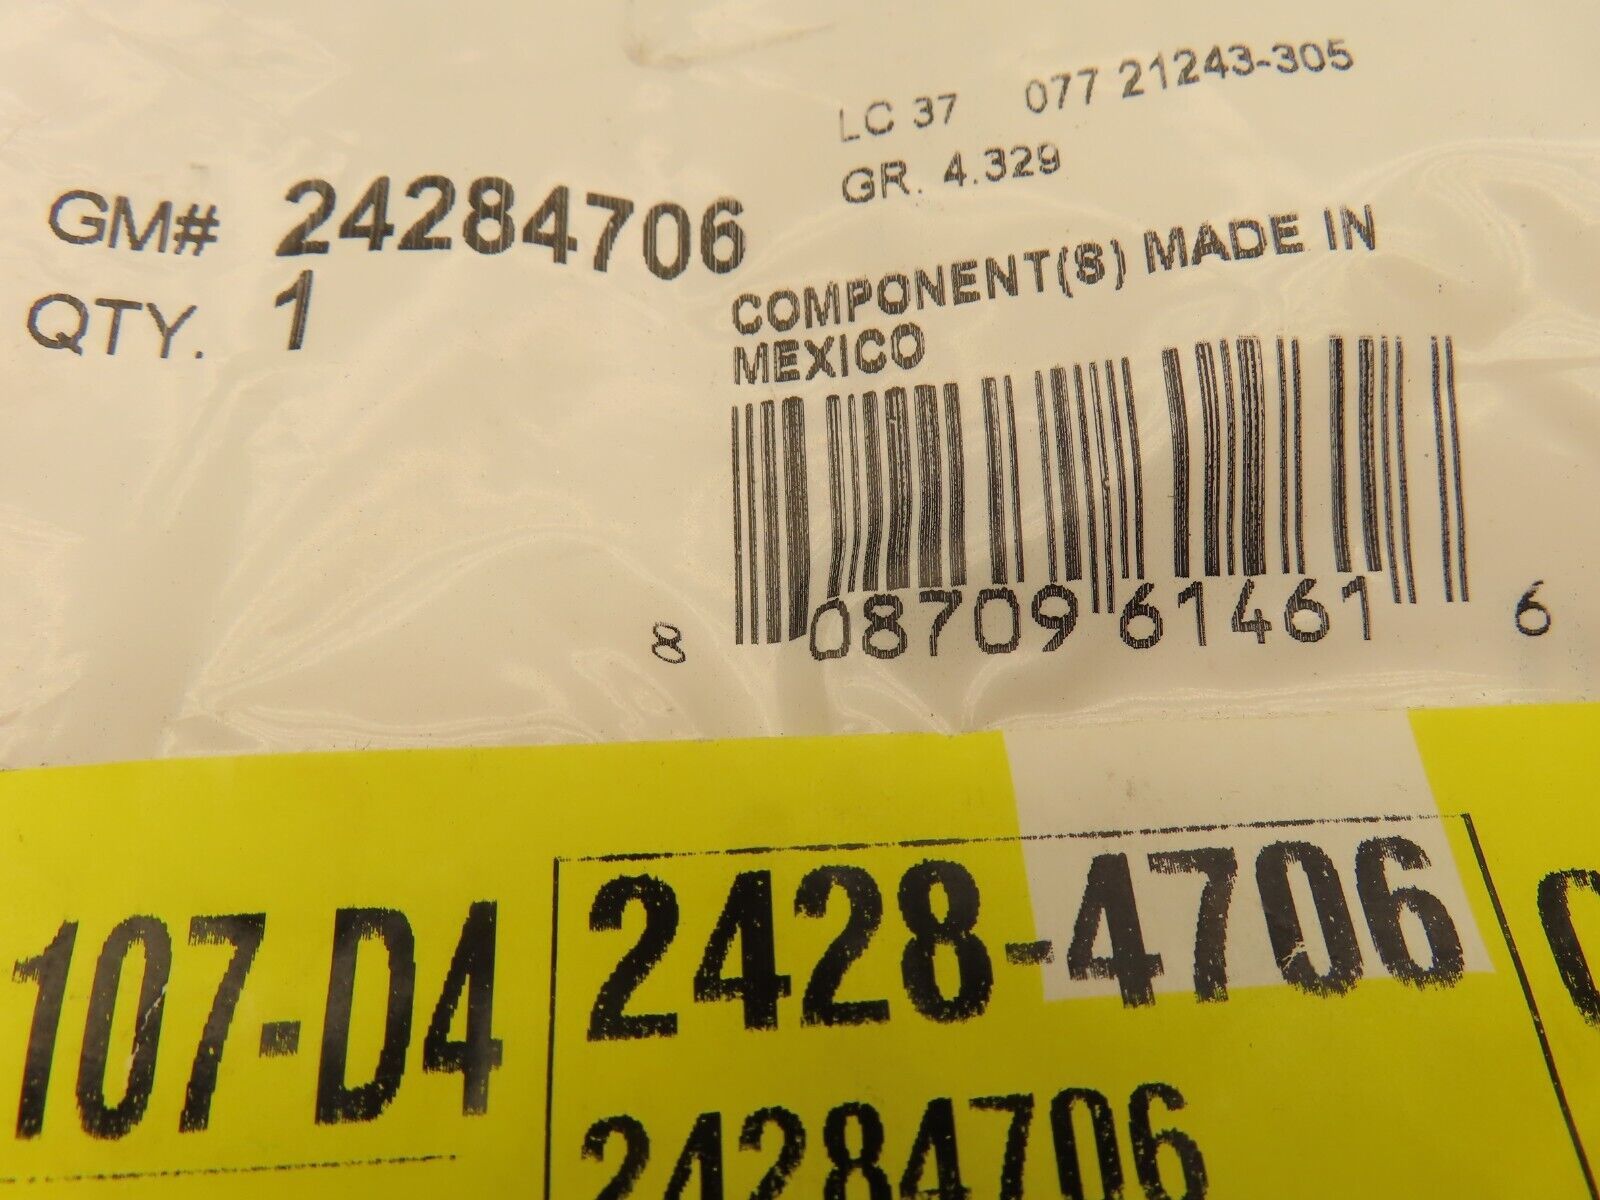 LC 37 077 21243-305
GR. 4.329
GM# 24284706
QTY. 1
COMPONENT(S) MADE IN
MEXICO
8 08709 61461 6
107-D4
2428-4706
24284706